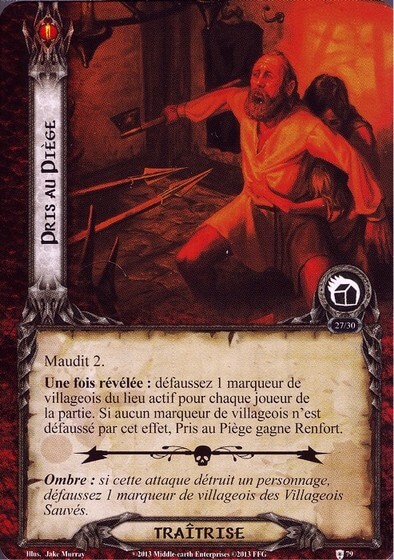 Pris au Piège
27/30
Maudit 2.
Une fois révélée : défaussez 1 marqueur de
villageois du lieu actif pour chaque joueur de
la partie. Si aucun marqueur de villageois n'est
défaussé par cet effet, Pris au Piège gagne Renfort.
Ombre : si cette attaque détruit un personnage,
défaussez 1 marqueur de villageois des Villageois
Sauvés.
TRAÎTRISE
Illus. Jake Murray ©2013 Middle-earth Enterprises ©2013 FFG 79